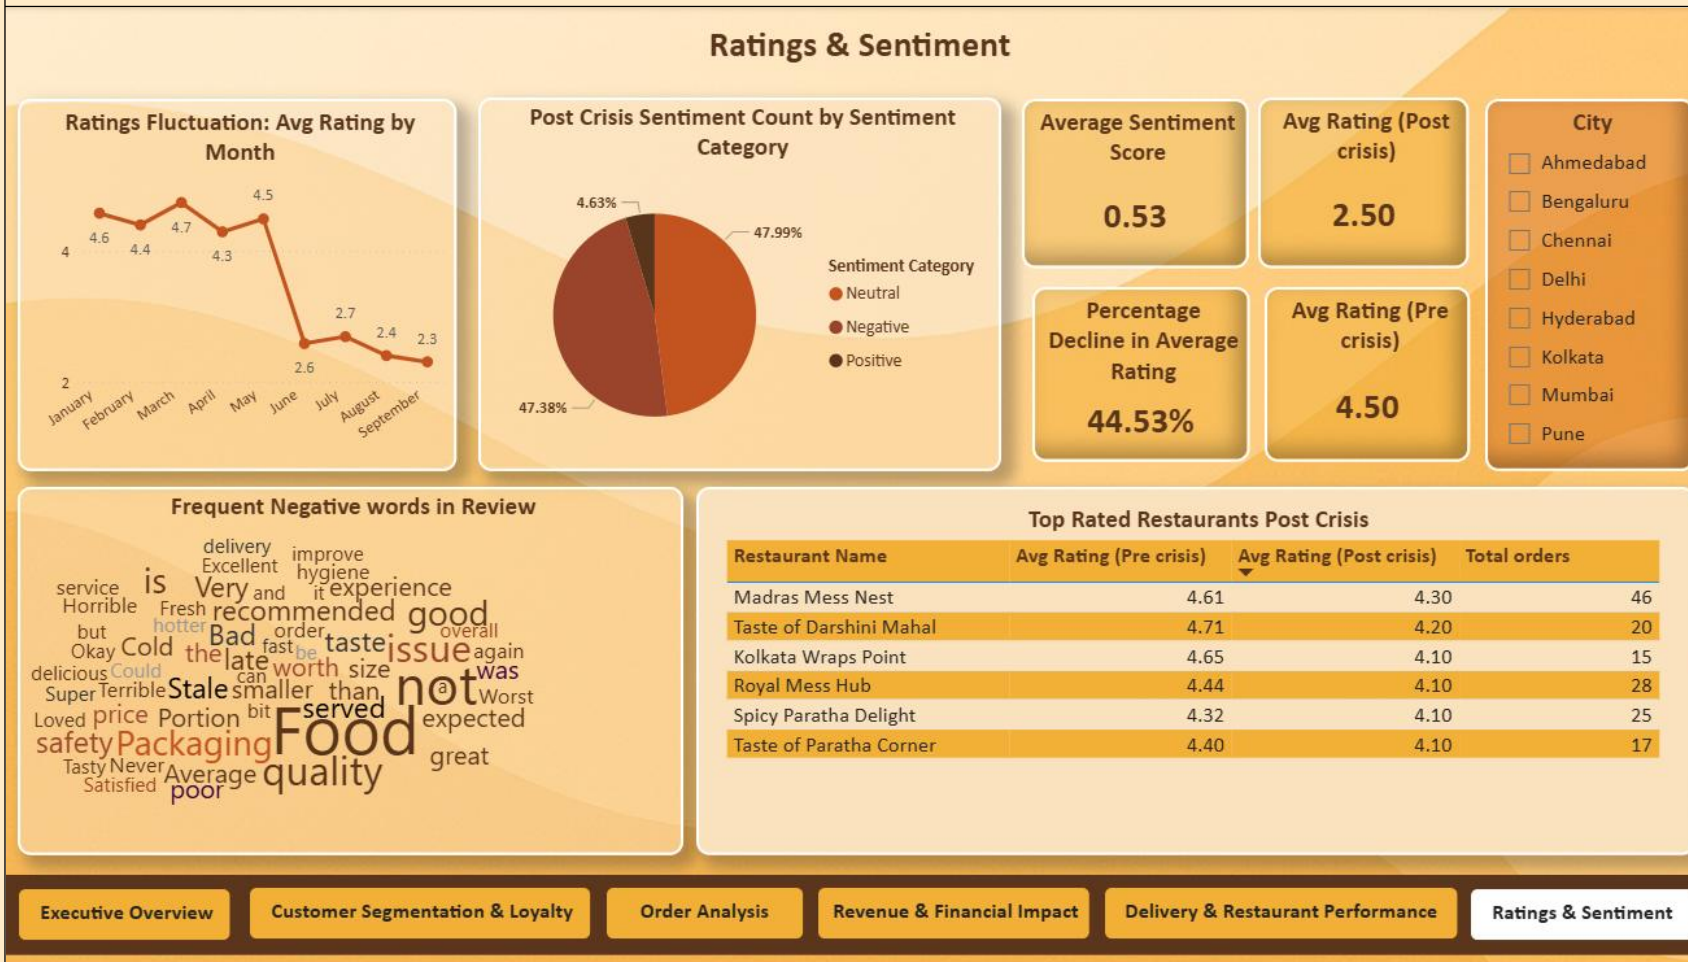 Ratings & Sentiment
Ratings Fluctuation: Avg Rating by
Month
4.5
4.6
4.4
4.7
4.3
4
2.7
2.4
2.3
2.6
2
January
February
March
April
May
June
July
August
September
Post Crisis Sentiment Count by Sentiment
Category
4.63%
47.99%
47.38%
Sentiment Category
Neutral
Negative
Positive
Average Sentiment
Score
0.53
Avg Rating (Post
crisis)
2.50
Percentage
Decline in Average
Rating
44.53%
Avg Rating (Pre
crisis)
4.50
City
Ahmedabad
Bengaluru
Chennai
Delhi
Hyderabad
Kolkata
Mumbai
Pune
Frequent Negative words in Review
delivery
improve
Excellent
hygiene
service
is
Very
and
it
experience
Horrible
Fresh
recommended
good
but
hotter
Bad
order
taste
overall
Okay
Cold
the
late
fast
be
issue
again
delicious
Could
can
worth
size
was
Super
Terrible
Stale
smaller
than
not
a
Worst
Loved
price
Portion
bit
served
expected
safety
Packaging
Food
great
Tasty
Never
Average
quality
Satisfied
poor
Top Rated Restaurants Post Crisis
Restaurant Name Avg Rating (Pre crisis) Avg Rating (Post crisis) Total orders
Madras Mess Nest 4.61 4.30 46
Taste of Darshini Mahal 4.71 4.20 20
Kolkata Wraps Point 4.65 4.10 15
Royal Mess Hub 4.44 4.10 28
Spicy Paratha Delight 4.32 4.10 25
Taste of Paratha Corner 4.40 4.10 17
Executive Overview
Customer Segmentation & Loyalty
Order Analysis
Revenue & Financial Impact
Delivery & Restaurant Performance
Ratings & Sentiment